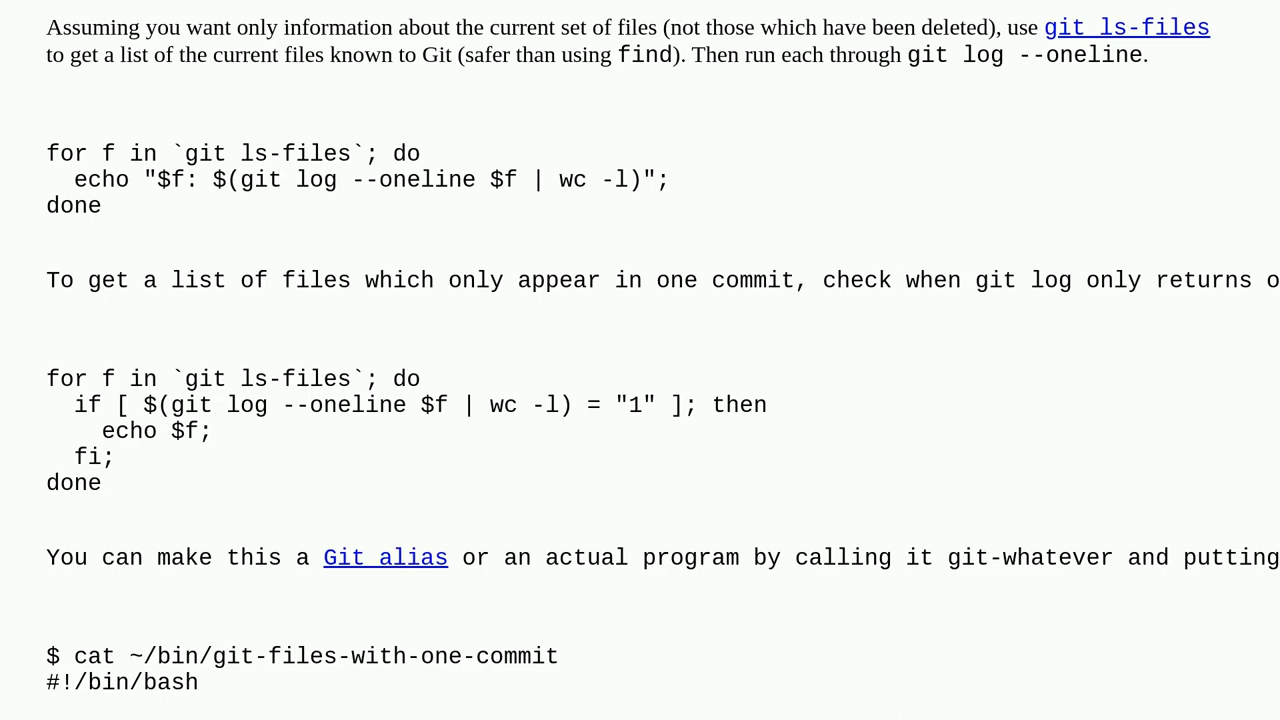 Assuming you want only information about the current set of files (not those which have been deleted), use git ls-files
to get a list of the current files known to Git (safer than using find). Then run each through git log --oneline.
for f in `git ls-files`; do
  echo "$f: $(git log --oneline $f | wc -l)";
done
To get a list of files which only appear in one commit, check when git log only returns o
for f in `git ls-files`; do
  if [ $(git log --oneline $f | wc -l) = "1" ]; then
    echo $f;
  fi;
done
You can make this a Git alias or an actual program by calling it git-whatever and putting
$ cat ~/bin/git-files-with-one-commit
#!/bin/bash